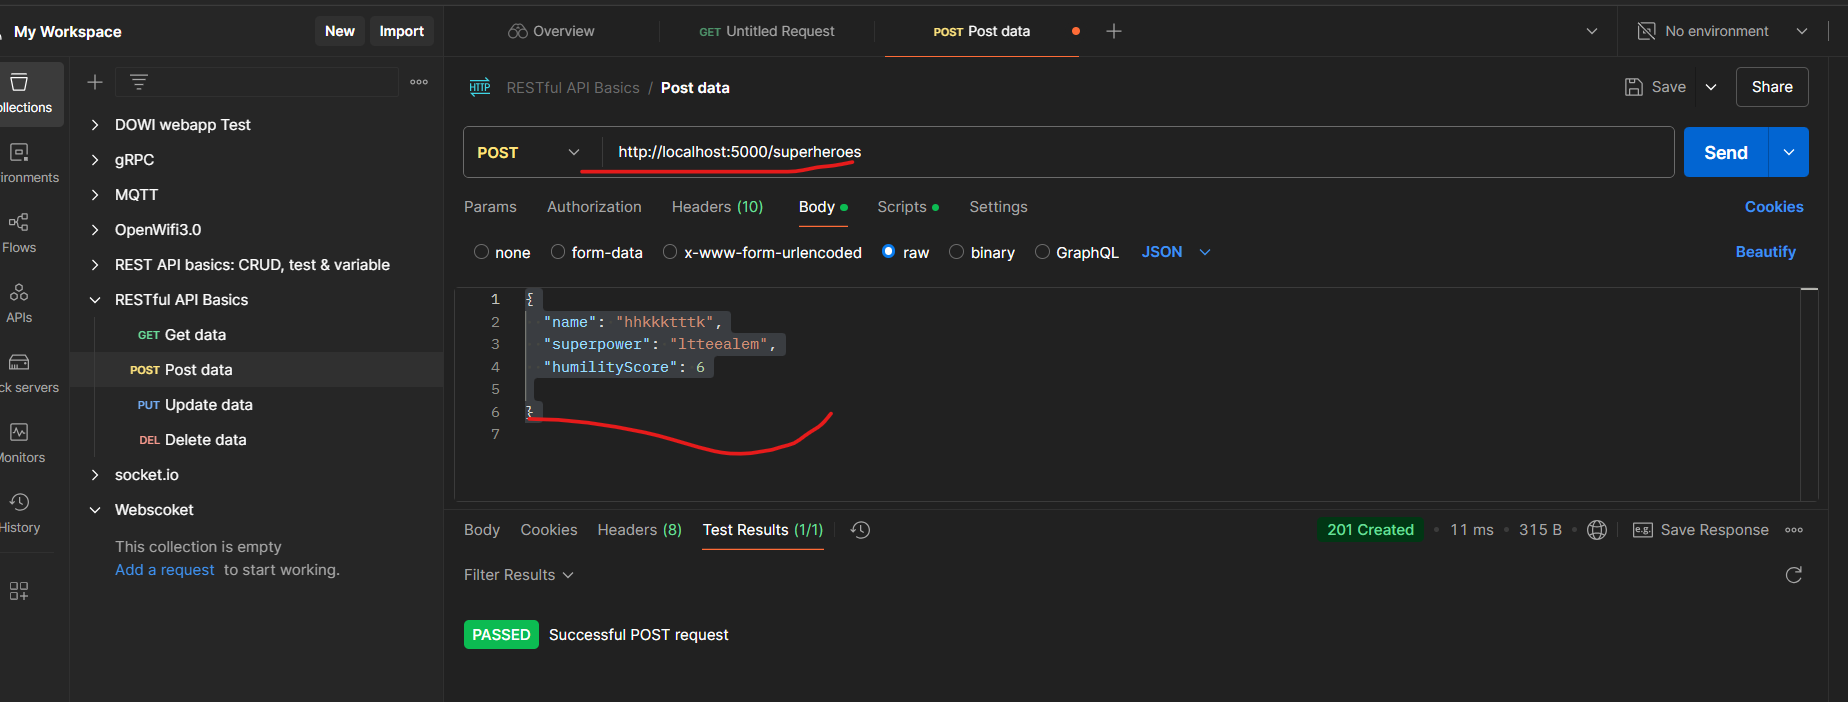 My Workspace
New
Import
Overview
GET Untitled Request
POST Post data
No environment
HTTP RESTful API Basics / Post data
Save
Share
POST
http://localhost:5000/superheroes
Send
Params
Authorization
Headers (10)
Body
Scripts
Settings
Cookies
none
form-data
x-www-form-urlencoded
raw
binary
GraphQL
JSON
Beautify
1 {
2 "name": "hhkkktttk",
3 "superpower": "ltteealem",
4 "humilityScore": 6
5
6 }
7
Body
Cookies
Headers (8)
Test Results (1/1)
201 Created
11 ms
315 B
e.g. Save Response
Filter Results
PASSED Successful POST request
ollections
ironments
Flows
APIs
ck servers
Monitors
History
DOWI webapp Test
gRPC
MQTT
OpenWifi3.0
REST API basics: CRUD, test & variable
RESTful API Basics
GET Get data
POST Post data
PUT Update data
DEL Delete data
socket.io
Webscoket
This collection is empty
Add a request to start working.